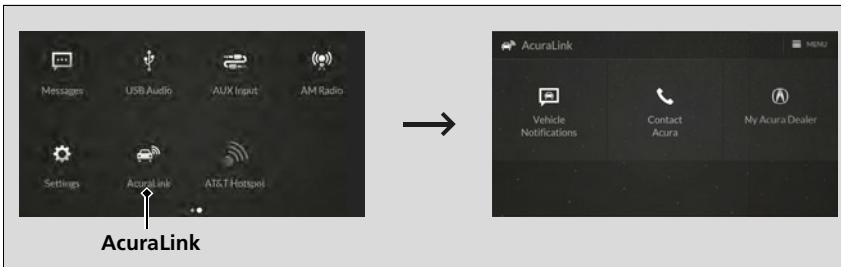 Messages
USB Audio
AUX Input
AM Radio
Settings
AcuraLink
AT&T Hotspot
AcuraLink
AcuraLink
MENU
Vehicle
Notifications
Contact
Acura
My Acura Dealer